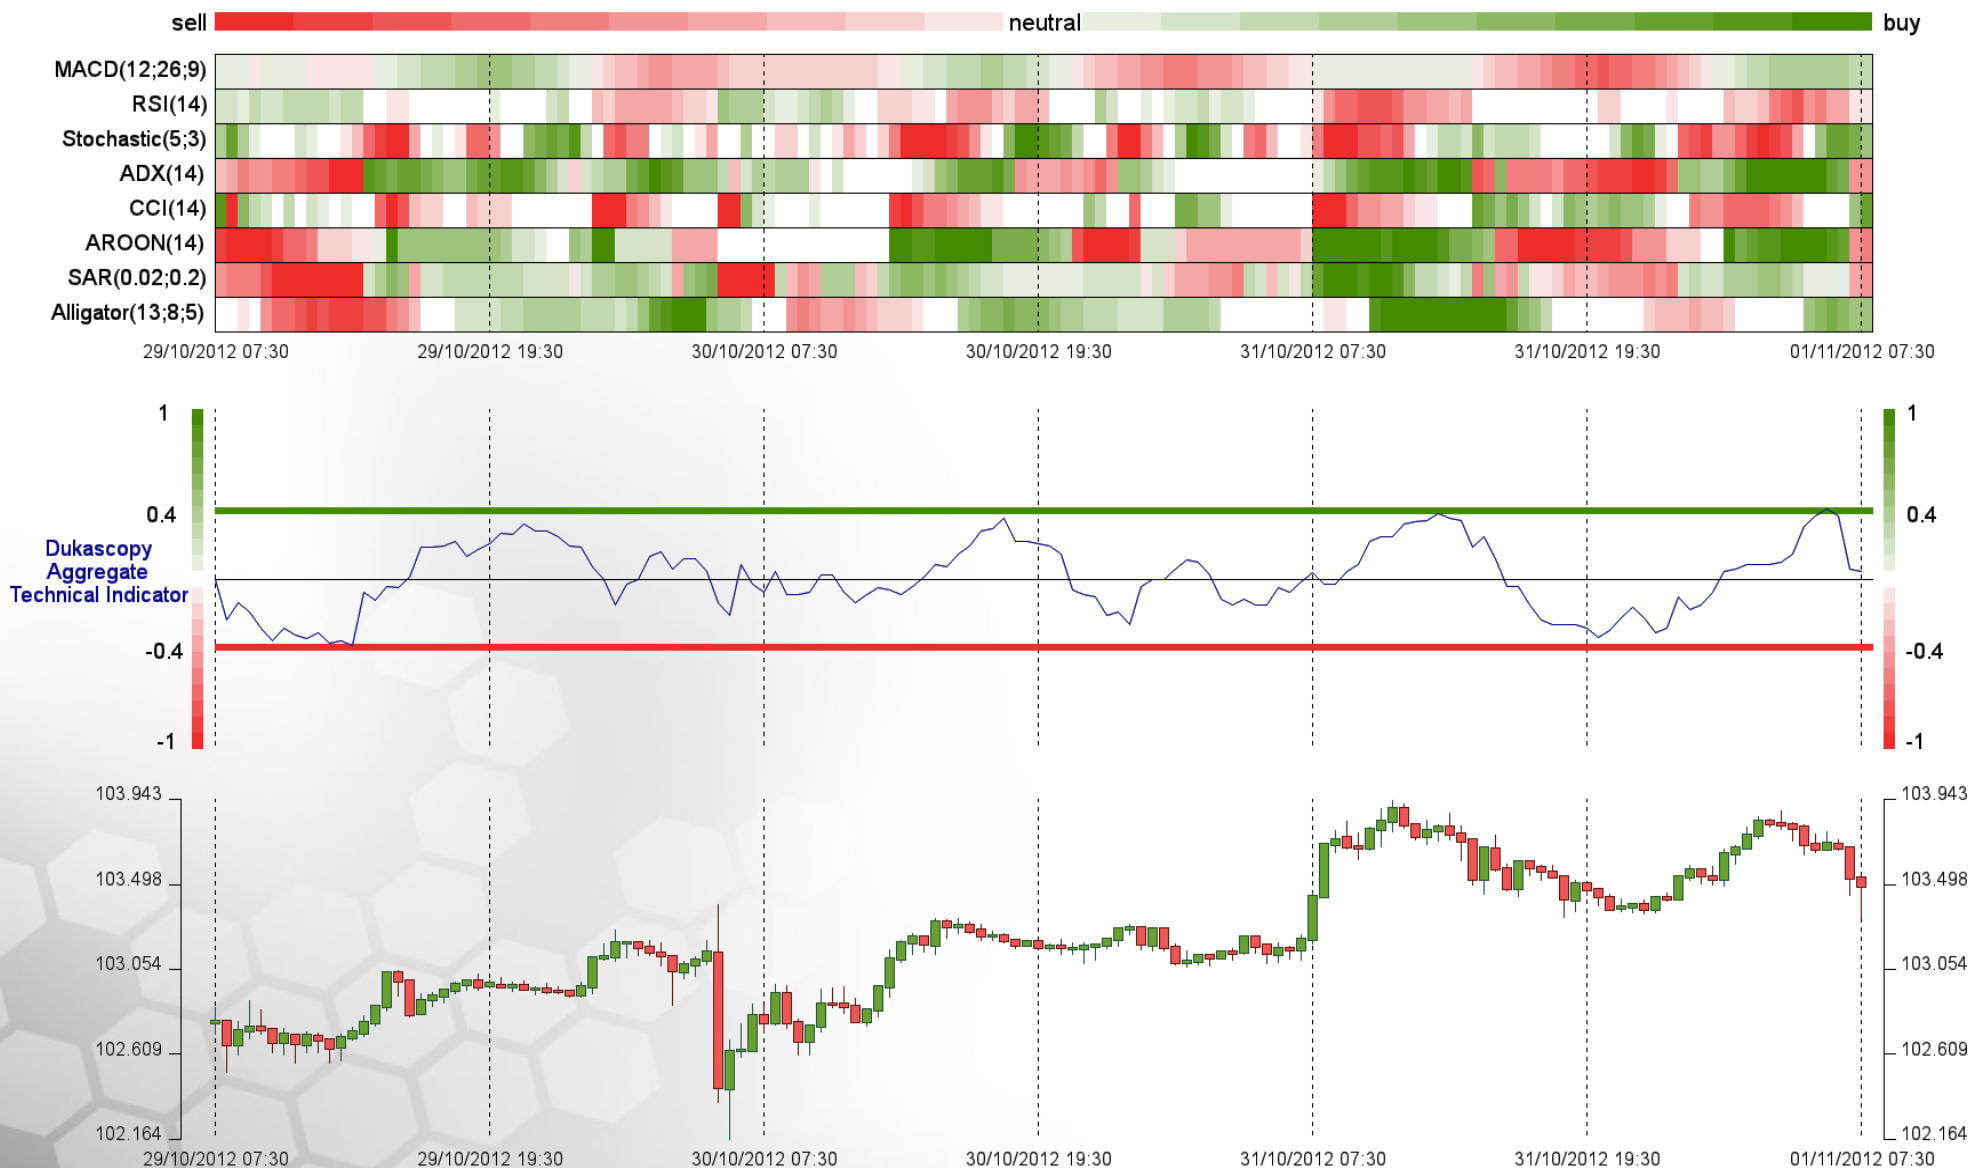 sell neutral buy
MACD(12;26;9)
RSI(14)
Stochastic(5;3)
ADX(14)
CCI(14)
AROON(14)
SAR(0.02;0.2)
Alligator(13;8;5)
29/10/2012 07:30 29/10/2012 19:30 30/10/2012 07:30 30/10/2012 19:30 31/10/2012 07:30 31/10/2012 19:30 01/11/2012 07:30
1 1
0.4 0.4
Dukascopy
Aggregate
Technical Indicator
-0.4 -0.4
-1 -1
103.943 103.943
103.498 103.498
103.054 103.054
102.609 102.609
102.164 102.164
29/10/2012 07:30 29/10/2012 19:30 30/10/2012 07:30 30/10/2012 19:30 31/10/2012 07:30 31/10/2012 19:30 01/11/2012 07:30